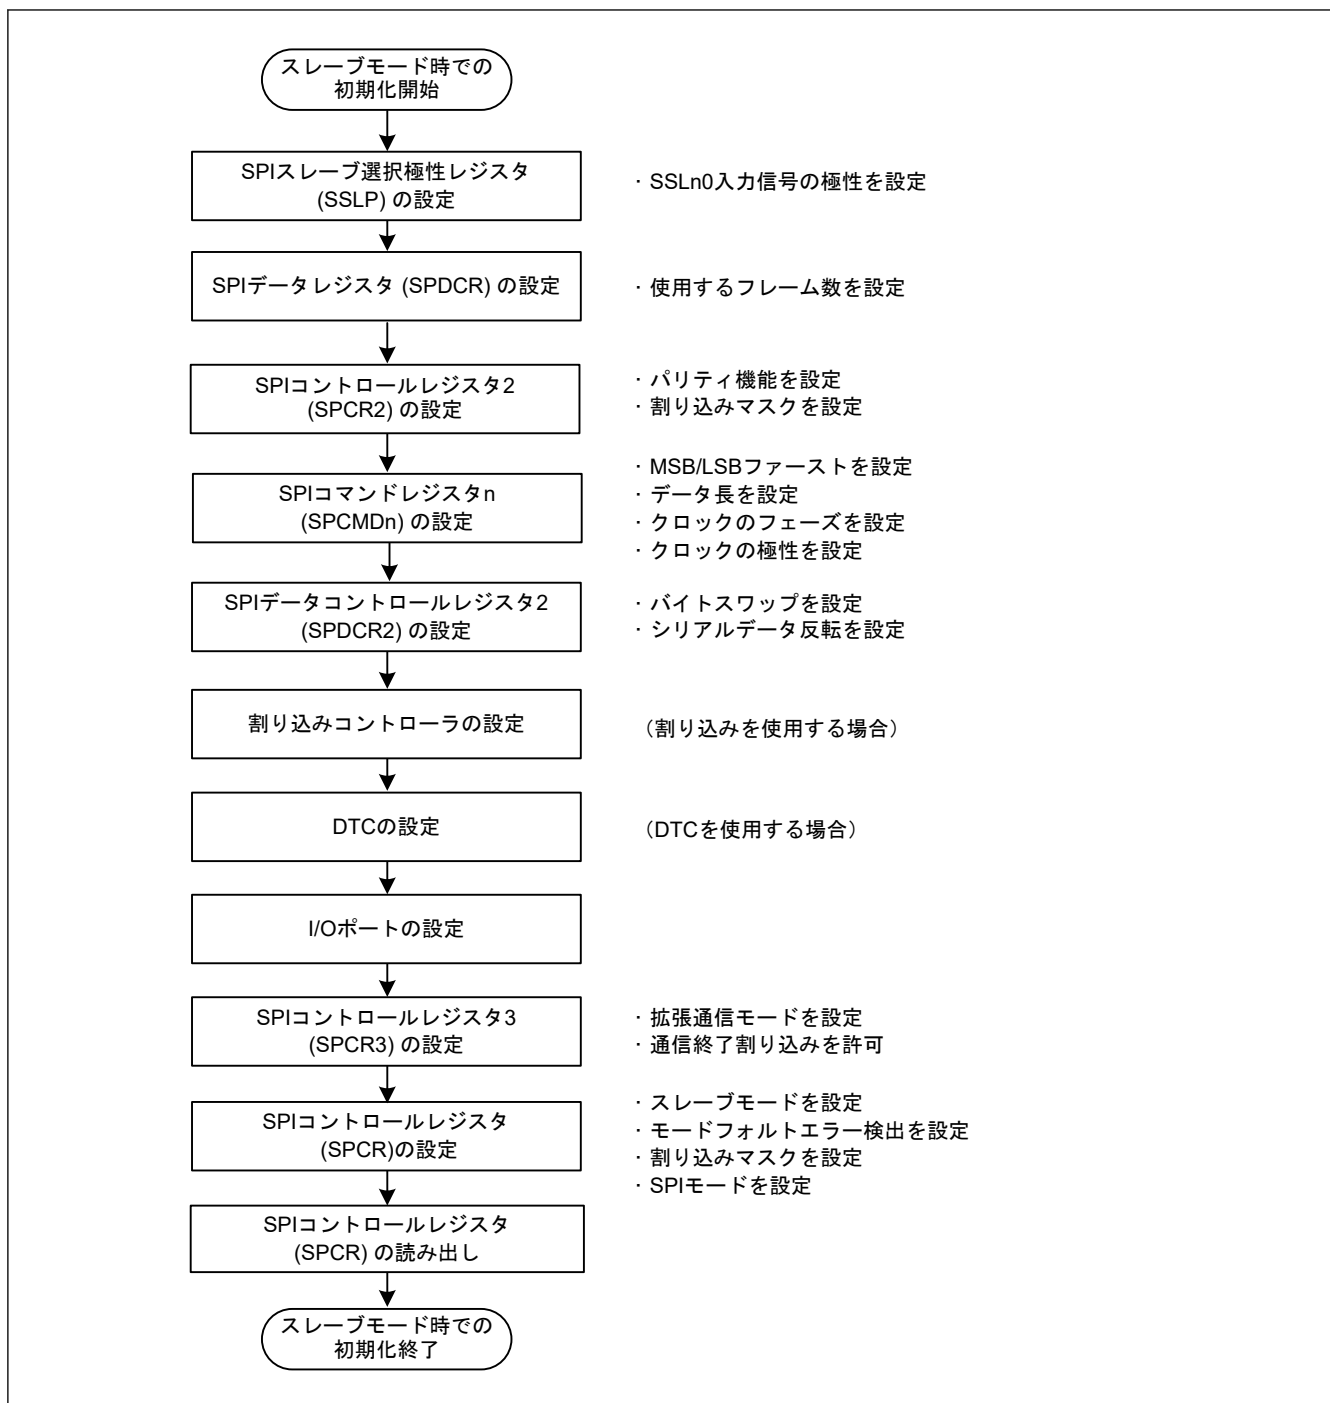 スレーブモード時での
初期化開始
SPIスレーブ選択極性レジスタ
(SSLP) の設定
・SSLn0入力信号の極性を設定
SPIデータレジスタ (SPDCR) の設定
・使用するフレーム数を設定
SPIコントロールレジスタ2
(SPCR2) の設定
・パリティ機能を設定
・割り込みマスクを設定
SPIコマンドレジスタn
(SPCMDn) の設定
・MSB/LSBファーストを設定
・データ長を設定
・クロックのフェーズを設定
・クロックの極性を設定
SPIデータコントロールレジスタ2
(SPDCR2) の設定
・バイトスワップを設定
・シリアルデータ反転を設定
割り込みコントローラの設定
（割り込みを使用する場合）
DTCの設定
（DTCを使用する場合）
I/Oポートの設定
SPIコントロールレジスタ3
(SPCR3) の設定
・拡張通信モードを設定
・通信終了割り込みを許可
SPIコントロールレジスタ
(SPCR)の設定
・スレーブモードを設定
・モードフォルトエラー検出を設定
・割り込みマスクを設定
・SPIモードを設定
SPIコントロールレジスタ
(SPCR) の読み出し
スレーブモード時での
初期化終了